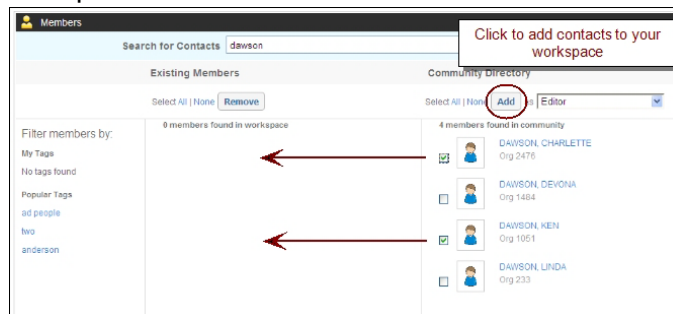 Members
Click to add contacts to your
workspace
Search for Contacts dawson
Existing Members
Community Directory
Select All | None Remove
Select All | None Add as Editor
Filter members by:
My Tags
No tags found
Popular Tags
ad people
two
anderson
0 members found in workspace
4 members found in community
DAWSON, CHARLETTE
Org 2476
DAWSON, DEVONA
Org 1484
DAWSON, KEN
Org 1051
DAWSON, LINDA
Org 233